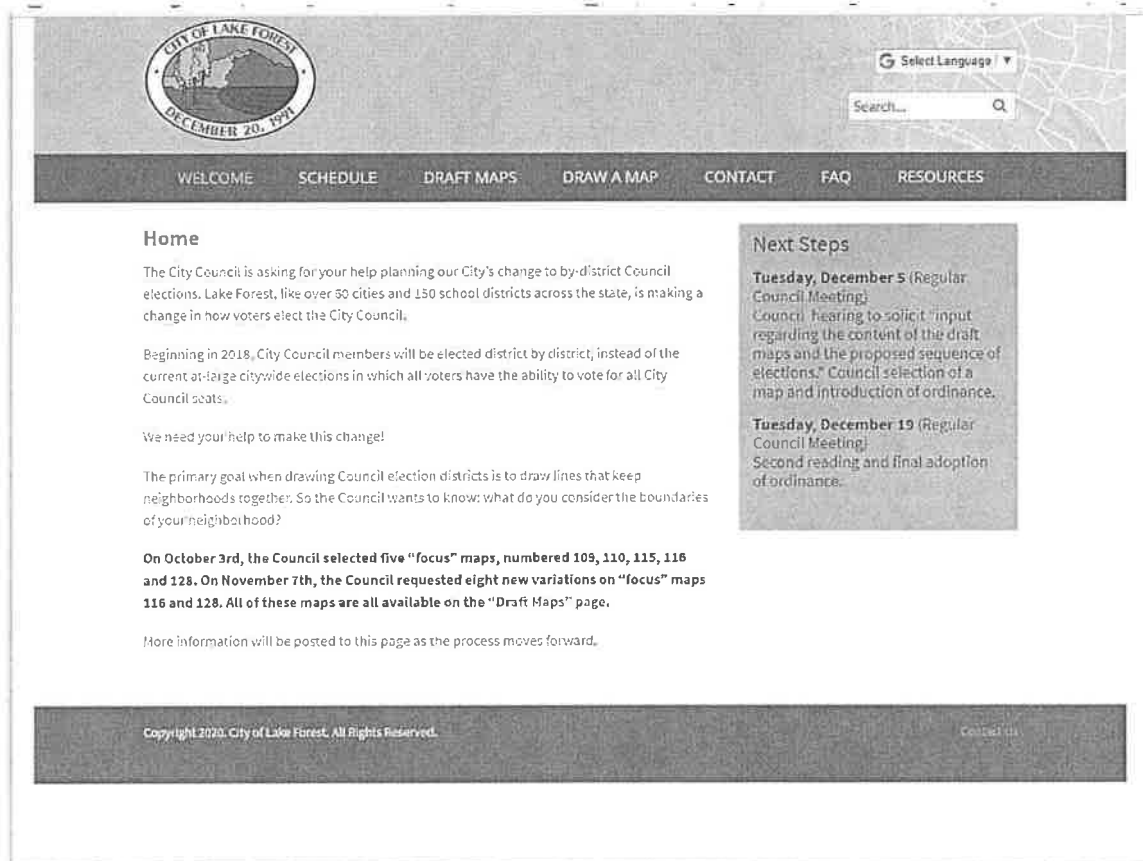 CITY OF LAKE FOREST
DECEMBER 20, 1991
G Select Language ▼
Search...
WELCOME SCHEDULE DRAFT MAPS DRAW A MAP CONTACT FAQ RESOURCES
Home
The City Council is asking for your help planning our City's change to by-district Council
elections. Lake Forest, like over 60 cities and 150 school districts across the state, is making a
change in how voters elect the City Council.
Beginning in 2018, City Council members will be elected district by district, instead of the
current at-large citywide elections in which all voters have the ability to vote for all City
Council seats.
We need your help to make this change!
The primary goal when drawing Council election districts is to draw lines that keep
neighborhoods together. So the Council wants to know: what do you consider the boundaries
of your neighborhood?
On October 3rd, the Council selected five "focus" maps, numbered 109, 110, 115, 116
and 128. On November 7th, the Council requested eight new variations on "focus" maps
116 and 128. All of these maps are all available on the "Draft Maps" page.
More information will be posted to this page as the process moves forward.
Next Steps
Tuesday, December 5 (Regular
Council Meeting)
Council hearing to solicit "input
regarding the content of the draft
maps and the proposed sequence of
elections." Council selection of a
map and introduction of ordinance.
Tuesday, December 19 (Regular
Council Meeting)
Second reading and final adoption
of ordinance.
Copyright 2020. City of Lake Forest. All Rights Reserved.
Contact Us